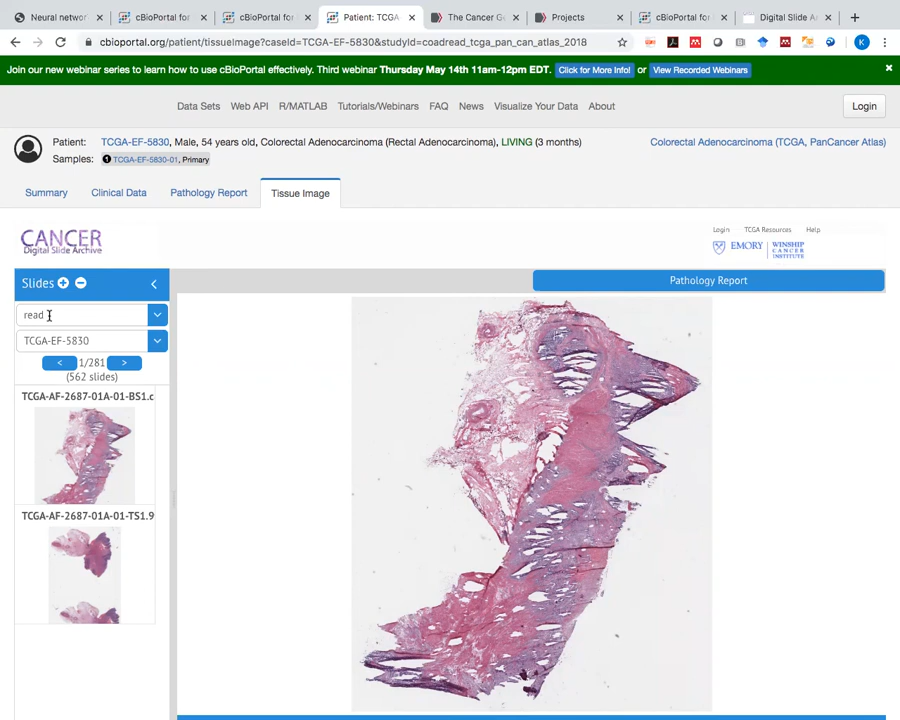 Neural network
cBioPortal for
cBioPortal for
Patient: TCGA
The Cancer G
Projects
cBioPortal for
Digital Slide A
cbioportal.org/patient/tissueImage?caseId=TCGA-EF-5830&studyId=coadread_tcga_pan_can_atlas_2018
K
Join our new webinar series to learn how to use cBioPortal effectively. Third webinar Thursday May 14th 11am-12pm EDT. Click for More Info! or View Recorded Webinars
Data Sets Web API R/MATLAB Tutorials/Webinars FAQ News Visualize Your Data About Login
Patient: TCGA-EF-5830, Male, 54 years old, Colorectal Adenocarcinoma (Rectal Adenocarcinoma), LIVING (3 months) Colorectal Adenocarcinoma (TCGA, PanCancer Atlas)
Samples: 1 TCGA-EF-5830-01, Primary
Summary Clinical Data Pathology Report Tissue Image
CANCER
Digital Slide Archive
Login TCGA Resources Help
EMORY WINSHIP CANCER INSTITUTE
Slides
Pathology Report
read
TCGA-EF-5830
< 1/281 >
(562 slides)
TCGA-AF-2687-01A-01-BS1.c
TCGA-AF-2687-01A-01-TS1.9